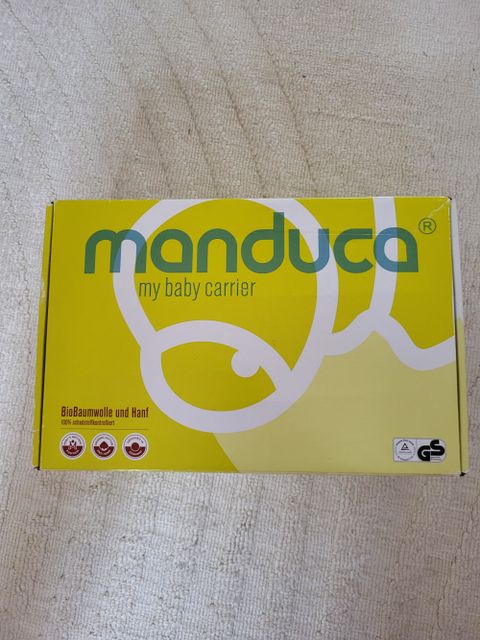 manduca®
my baby carrier
BioBaumwolle und Hanf
100% schadstoffkontrolliert
GS